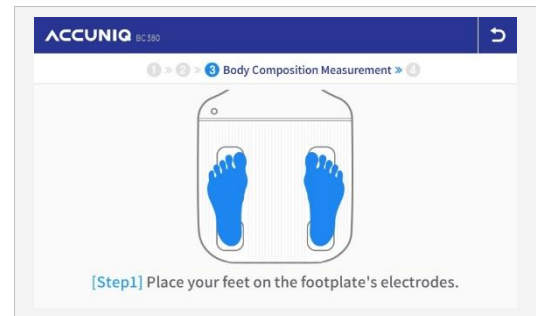 ACCUNIQ BC380
1 » 2 » 3 Body Composition Measurement » 4
[Step1] Place your feet on the footplate's electrodes.